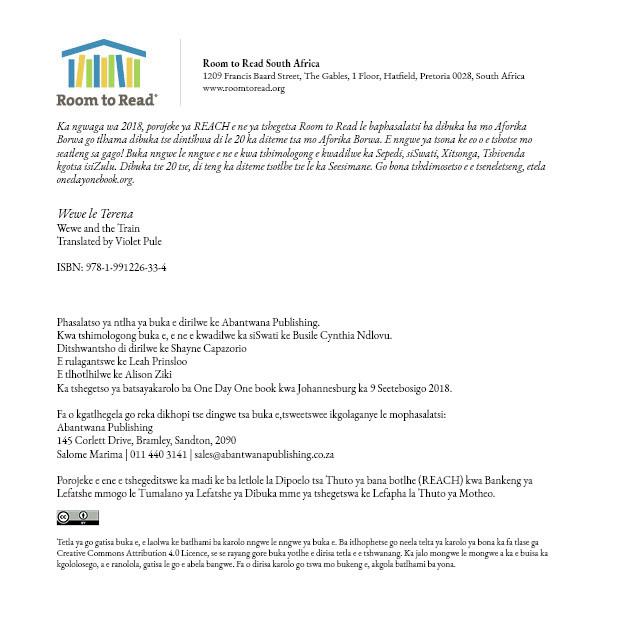 Room to Read®
Room to Read South Africa
1209 Francis Baard Street, The Gables, 1 Floor, Hatfield, Pretoria 0028, South Africa
www.roomtoread.org
Ka ngwaga wa 2018, porojeke ya REACH e ne ya tshegetsa Room to Read le baphasalatsi ba dibuka ba mo Aforika
Borwa go tlhama dibuka tse dintšhwa di le 20 ka diteme tsa mo Aforika Borwa. E nngwe ya tsona ke eo o e tshotse mo
seatleng sa gago! Buka nngwe le nngwe e ne e kwa tshimologong e kwadilwe ka Sepedi, siSwati, Xitsonga, Tshivenda
kgotsa isiZulu. Dibuka tse 20 tse, di teng ka diteme tsotlhe tse le ka Seesimane. Go bona tshdimosetso e e tseneletseng, etela
onedayonebook.org.
Wewe le Terena
Wewe and the Train
Translated by Violet Pule
ISBN: 978-1-991226-33-4
Phasalatso ya ntlha ya buka e dirilwe ke Abantwana Publishing.
Kwa tshimologong buka e, e ne e kwadilwe ka siSwati ke Busile Cynthia Ndlovu.
Ditshwantsho di dirilwe ke Shayne Capazorio
E rulagantswe ke Leah Prinsloo
E tlhotlhilwe ke Alison Ziki
Ka tshegetso ya batsayakarolo ba One Day One book kwa Johannesburg ka 9 Seetebosigo 2018.
Fa o kgatlhegela go reka dikhopi tse dingwe tsa buka e,tsweetswee ikgolaganye le mophasalatsi:
Abantwana Publishing
145 Corlett Drive, Bramley, Sandton, 2090
Salome Marima | 011 440 3141 | sales@abantwanapublishing.co.za
Porojeke e ene e tshegeditswe ka madi ke ba letlole la Dipoelo tsa Thuto ya bana botlhe (REACH) kwa Bankeng ya
Lefatshe mmogo le Tumalano ya Lefatshe ya Dibuka mme ya tshegetswa ke Lefapha la Thuto ya Motheo.
CC BY
Tetla ya go gatisa buka e, e laolwa ke batlhami ba karolo nngwe le nngwe ya buka e. Ba itlhophetse go neela telta ya karolo ya bona ka fa tlase ga
Creative Commons Attribution 4.0 Licence, se se rayang gore buka yotlhe e dirisa tetla e e tshwanang. Ka jalo mongwe le mongwe a ka e buisa ka
kgololosego, a e ranolola, gatisa le go e abela bangwe. Fa o dirisa karolo go tswa mo bukeng e, akgola batlhami ba yona.